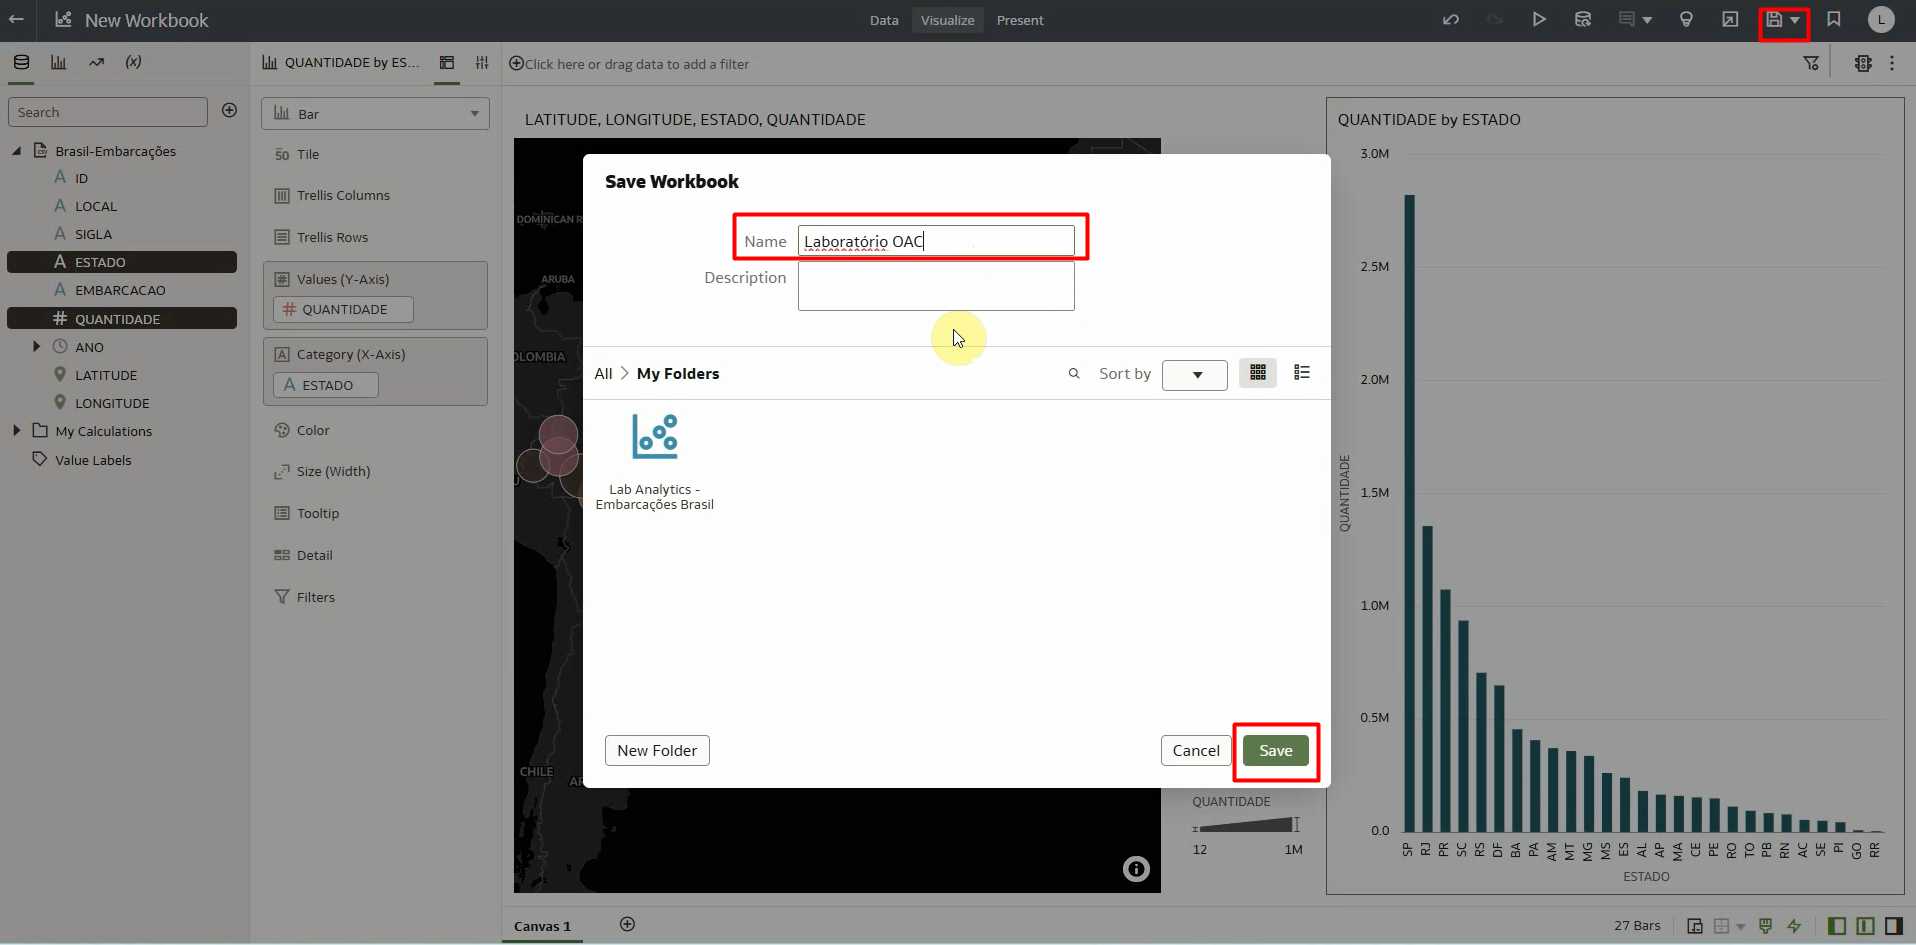 New Workbook
Data
Visualize
Present
L
QUANTIDADE by ES...
Click here or drag data to add a filter
Search
Brasil-Embarcações
ID
LOCAL
SIGLA
ESTADO
EMBARCACAO
QUANTIDADE
ANO
LATITUDE
LONGITUDE
My Calculations
Value Labels
Bar
Tile
Trellis Columns
Trellis Rows
Values (Y-Axis)
QUANTIDADE
Category (X-Axis)
ESTADO
Color
Size (Width)
Tooltip
Detail
Filters
LATITUDE, LONGITUDE, ESTADO, QUANTIDADE
DOMINICAN R
ARUBA
OLOMBIA
CHILE
AR
Save Workbook
Name
Laboratório OAC
Description
All > My Folders
Sort by
Lab Analytics -
Embarcações Brasil
New Folder
Cancel
Save
QUANTIDADE
12
1M
QUANTIDADE by ESTADO
3.0M
2.5M
2.0M
1.5M
1.0M
0.5M
0.0
QUANTIDADE
SP RJ PR SC RS DF BA PA AM MT MG MS ES AL AP MA CE PE RO TO PB RN AC SE PI GO RR
ESTADO
Canvas 1
27 Bars